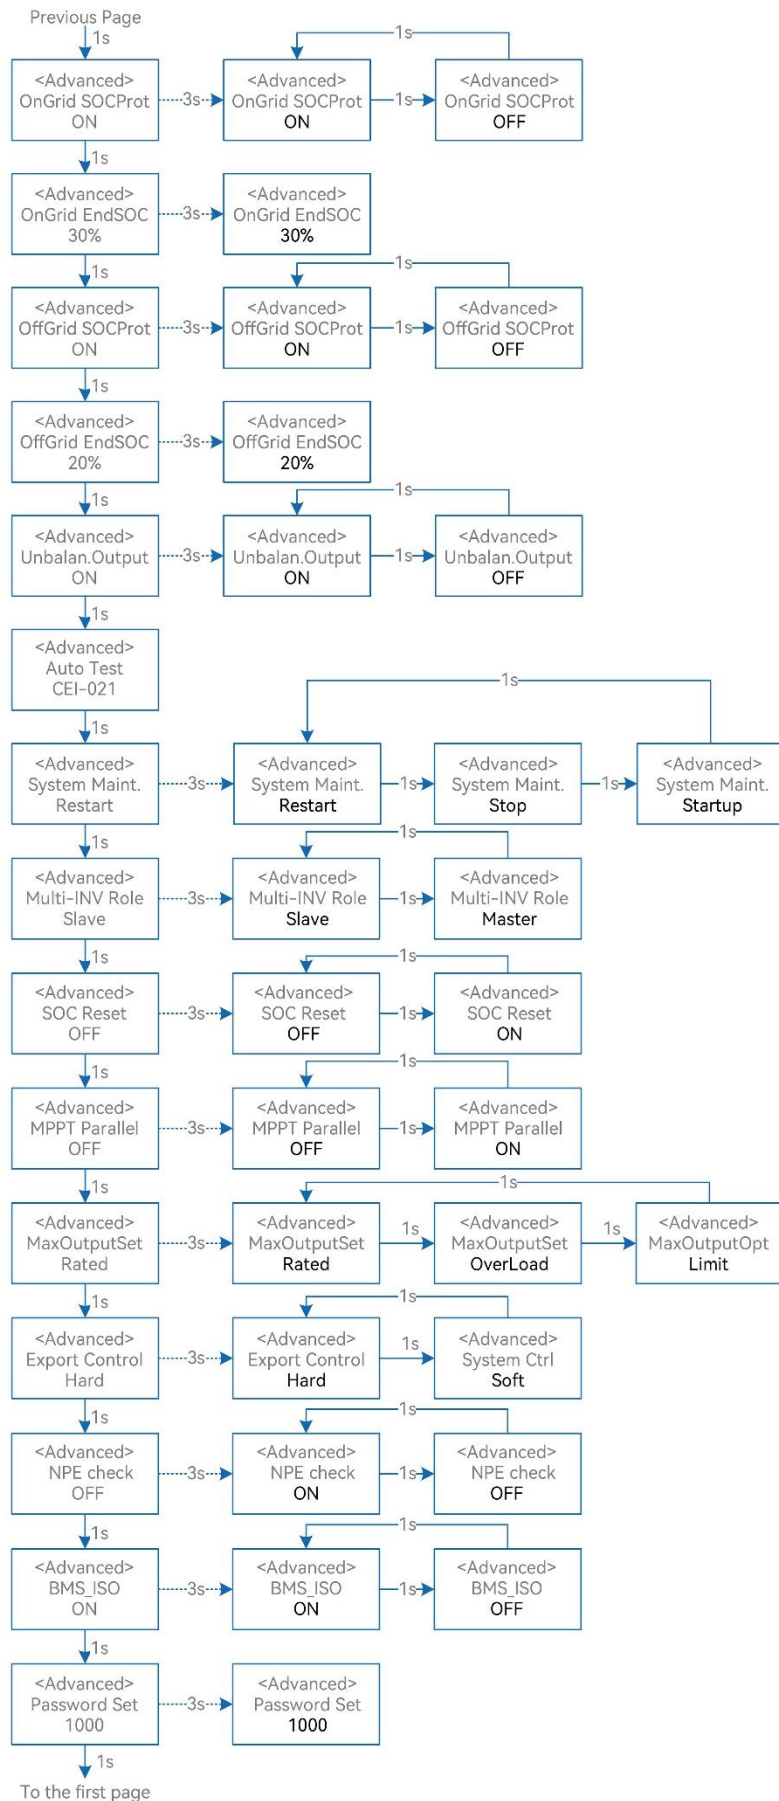 Previous Page
1s
1s
<Advanced>
OnGrid SOCProt
ON
3s
<Advanced>
OnGrid SOCProt
ON
1s
<Advanced>
OnGrid SOCProt
OFF
1s
<Advanced>
OnGrid EndSOC
30%
3s
<Advanced>
OnGrid EndSOC
30%
1s
1s
<Advanced>
OffGrid SOCProt
ON
3s
<Advanced>
OffGrid SOCProt
ON
1s
<Advanced>
OffGrid SOCProt
OFF
1s
<Advanced>
OffGrid EndSOC
20%
3s
<Advanced>
OffGrid EndSOC
20%
1s
1s
<Advanced>
Unbalan.Output
ON
3s
<Advanced>
Unbalan.Output
ON
1s
<Advanced>
Unbalan.Output
OFF
1s
<Advanced>
Auto Test
CEI-021
1s
1s
<Advanced>
System Maint.
Restart
3s
<Advanced>
System Maint.
Restart
1s
<Advanced>
System Maint.
Stop
1s
<Advanced>
System Maint.
Startup
1s
1s
<Advanced>
Multi-INV Role
Slave
3s
<Advanced>
Multi-INV Role
Slave
1s
<Advanced>
Multi-INV Role
Master
1s
1s
<Advanced>
SOC Reset
OFF
3s
<Advanced>
SOC Reset
OFF
1s
<Advanced>
SOC Reset
ON
1s
1s
<Advanced>
MPPT Parallel
OFF
3s
<Advanced>
MPPT Parallel
OFF
1s
<Advanced>
MPPT Parallel
ON
1s
1s
<Advanced>
MaxOutputSet
Rated
3s
<Advanced>
MaxOutputSet
Rated
1s
<Advanced>
MaxOutputSet
OverLoad
1s
<Advanced>
MaxOutputOpt
Limit
1s
1s
<Advanced>
Export Control
Hard
3s
<Advanced>
Export Control
Hard
1s
<Advanced>
System Ctrl
Soft
1s
1s
<Advanced>
NPE check
OFF
3s
<Advanced>
NPE check
ON
1s
<Advanced>
NPE check
OFF
1s
1s
<Advanced>
BMS_ISO
ON
3s
<Advanced>
BMS_ISO
ON
1s
<Advanced>
BMS_ISO
OFF
1s
<Advanced>
Password Set
1000
3s
<Advanced>
Password Set
1000
1s
To the first page